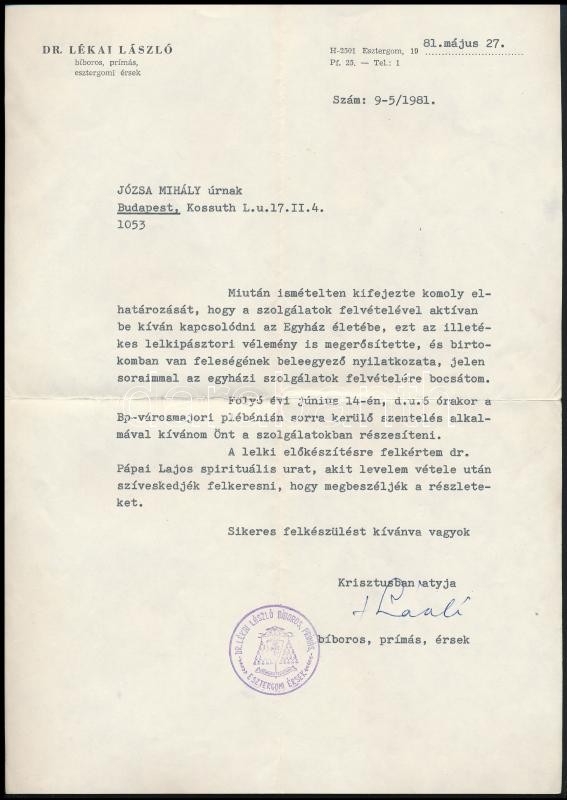 DR. LÉKAI LÁSZLÓ
bíboros, prímás,
esztergomi érsek
H-2501 Esztergom, 19 81.május 27.
Pf. 25. — Tel.: 1
Szám: 9-5/1981.
JÓZSA MIHÁLY úrnak
Budapest, Kossuth L.u.17.II.4.
1053
Miután ismételten kifejezte komoly el-
határozását, hogy a szolgálatok felvételével aktívan
be kíván kapcsolódni az Egyház életébe, ezt az illeté-
kes lelkipásztori vélemény is megerősítette, és birto-
komban van feleségének beleegyező nyilatkozata, jelen
soraimmal az egyházi szolgálatok felvételére bocsátom.
Folyó évi június 14-én, d.u.5 órakor a
Bp-városmajori plébánián sorra kerülő szentelés alkal-
mával kívánom Önt a szolgálatokban részesíteni.
A lelki előkészítésre felkértem dr.
Pápai Lajos spirituális urat, akit levelem vétele után
szíveskedjék felkeresni, hogy megbeszéljék a részlete-
ket.
Sikeres felkészülést kívánva vagyok
Krisztusban atyja
bíboros, prímás, érsek
DR. LÉKAI LÁSZLÓ BÍBOROS, PRÍMÁS,
ESZTERGOMI ÉRSEK